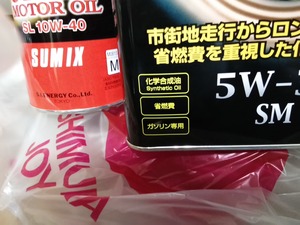 MOTOR OIL
SL 10W-40
SUMIX
市街地走行からロン
省燃費を重視した
化学合成油
Synthetic Oil
省燃費
ガソリン専用
5W-
SM